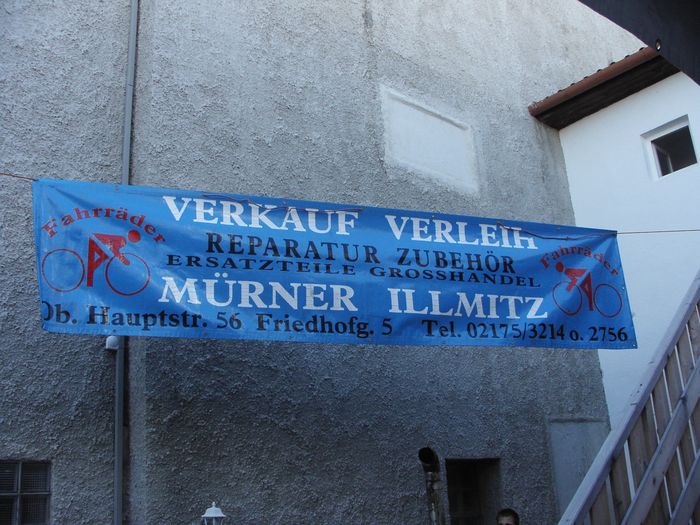 Fahrräder
VERKAUF VERLEIH
Fahrräder
REPARATUR ZUBEHÖR
ERSATZTEILE GROSSHANDEL
MÜRNER ILLMITZ
Ob. Hauptstr. 56 Friedhofg. 5 Tel. 02175/3214 o. 2756